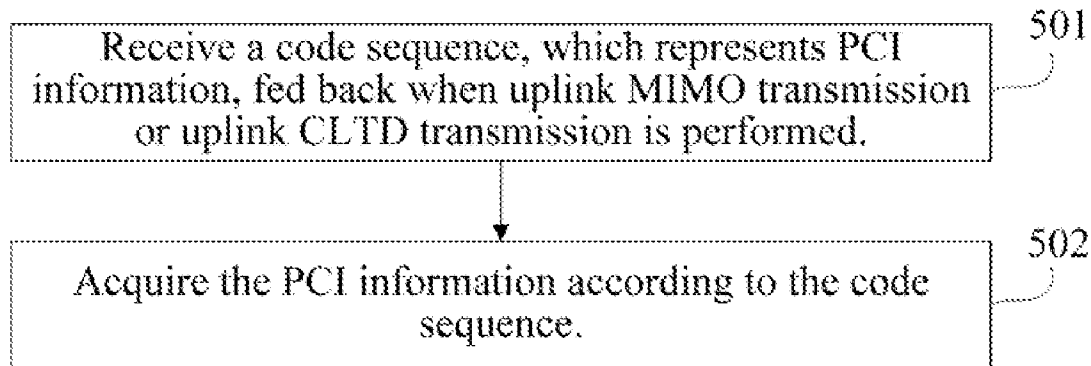 501
Receive a code sequence, which represents PCI
information, fed back when uplink MIMO transmission
or uplink CLTD transmission is performed.
502
Acquire the PCI information according to the code
sequence.